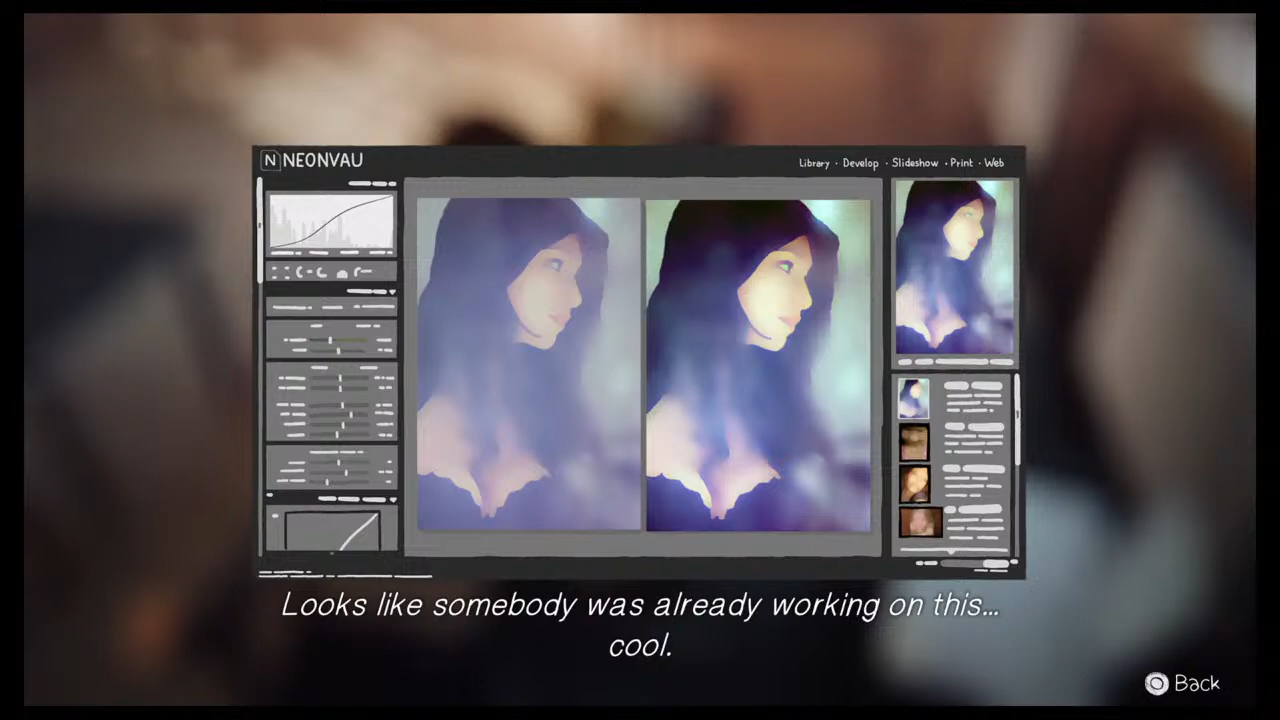 N NEONVAU
Library · Develop · Slideshow · Print · Web
Looks like somebody was already working on this...
cool.
Back